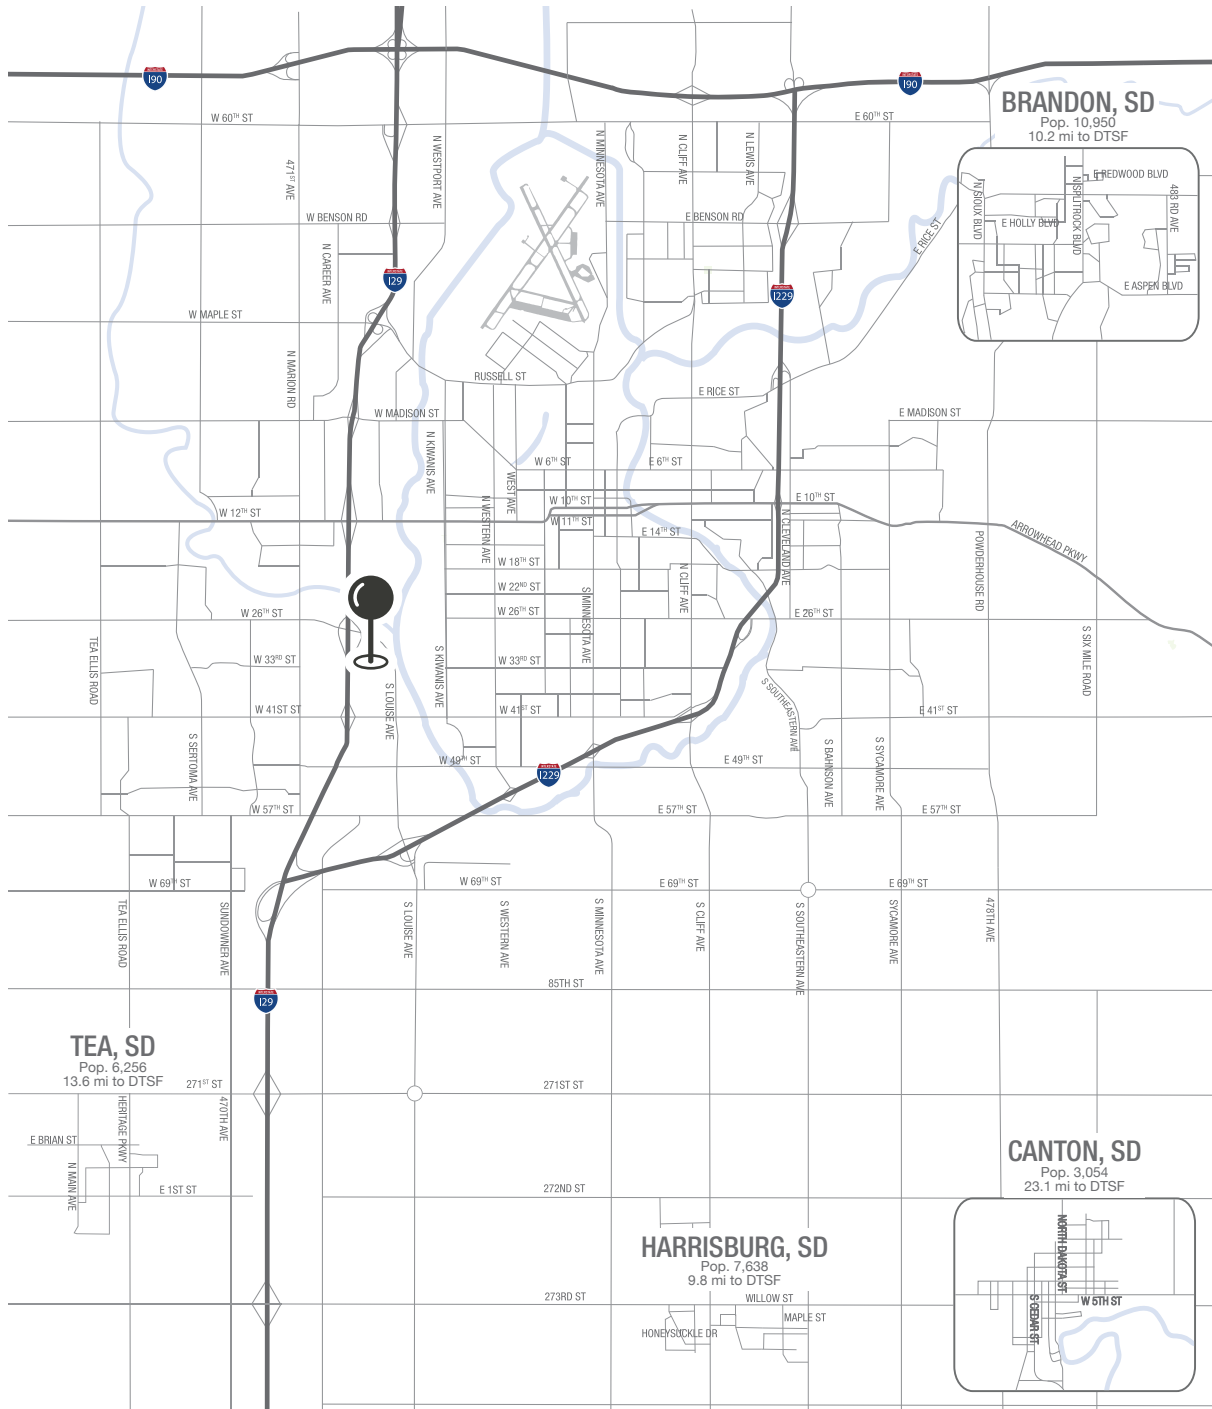 I90
I90
BRANDON, SD
Pop. 10,950
10.2 mi to DTSF
W 60TH ST
E 60TH ST
N WESTPORT AVE
N MINNESOTA AVE
N CLIFF AVE
N LEWIS AVE
471ST AVE
E REDWOOD BLVD
N SIOUX BLVD
N SPLITROCK BLVD
483 RD AVE
E HOLLY BLVD
E ASPEN BLVD
W BENSON RD
E BENSON RD
E RICE ST
N CAREER AVE
I29
I229
W MAPLE ST
N MARION RD
RUSSELL ST
E RICE ST
W MADISON ST
E MADISON ST
N KIWANIS AVE
W 6TH ST
E 6TH ST
WEST AVE
W 10TH ST
E 10TH ST
W 12TH ST
N WESTERN AVE
W 11TH ST
E 14TH ST
N CLEVELAND AVE
ARROWHEAD PKWY
POWDERHOUSE RD
W 18TH ST
N CLIFF AVE
W 22ND ST
S MINNESOTA AVE
W 26TH ST
W 26TH ST
E 26TH ST
TEA ELLIS ROAD
S SIX MILE ROAD
W 33RD ST
S KIWANIS AVE
W 33RD ST
S LOUISE AVE
S SOUTHEASTERN AVE
W 41ST ST
W 41ST ST
E 41ST ST
S SERTOMA AVE
S BAHNSON AVE
S SYCAMORE AVE
W 49TH ST
E 49TH ST
I229
W 57TH ST
E 57TH ST
E 57TH ST
W 69TH ST
W 69TH ST
E 69TH ST
E 69TH ST
TEA ELLIS ROAD
SUNDOWNER AVE
S LOUISE AVE
S WESTERN AVE
S MINNESOTA AVE
S CLIFF AVE
S SOUTHEASTERN AVE
SYCAMORE AVE
478TH AVE
85TH ST
I29
TEA, SD
Pop. 6,256
13.6 mi to DTSF
271ST ST
271ST ST
HERITAGE PKWY
470TH AVE
E BRIAN ST
N MAIN AVE
E 1ST ST
272ND ST
CANTON, SD
Pop. 3,054
23.1 mi to DTSF
NORTH DAKOTA ST
W 5TH ST
S CEDAR ST
HARRISBURG, SD
Pop. 7,638
9.8 mi to DTSF
273RD ST
WILLOW ST
MAPLE ST
HONEYSUCKLE DR